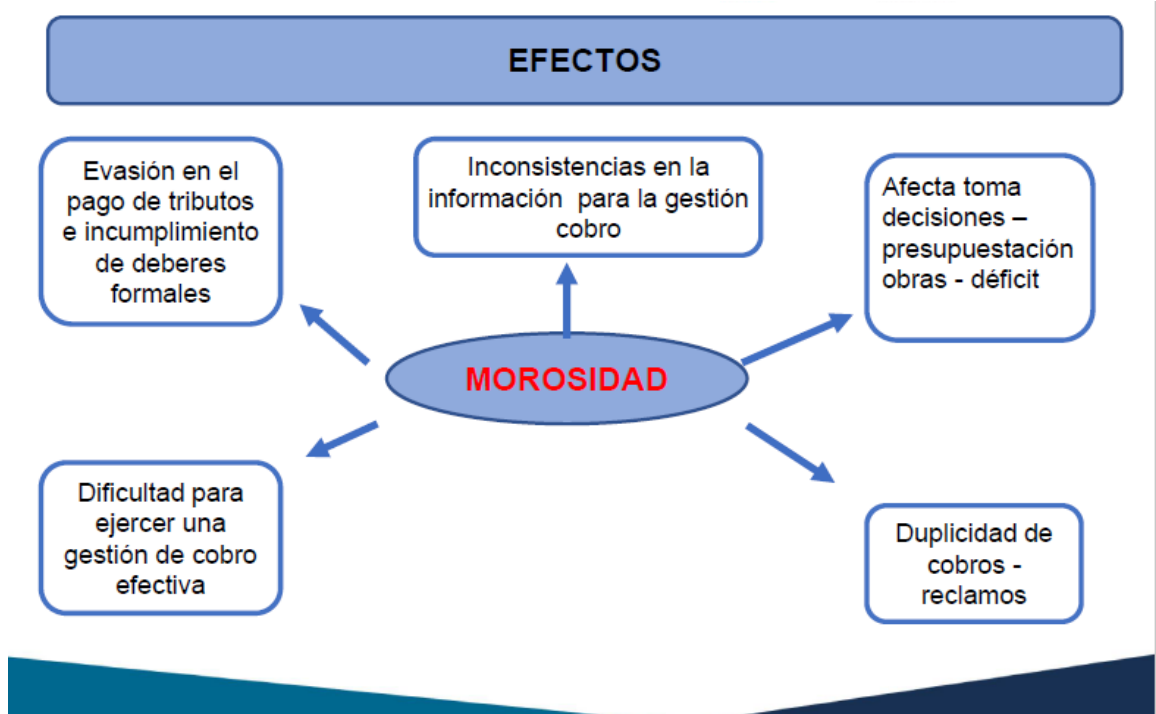 EFECTOS
Evasión en el
pago de tributos
e incumplimiento
de deberes
formales
Inconsistencias en la
información para la gestión
cobro
Afecta toma
decisiones –
presupuestación
obras - déficit
MOROSIDAD
Dificultad para
ejercer una
gestión de cobro
efectiva
Duplicidad de
cobros -
reclamos